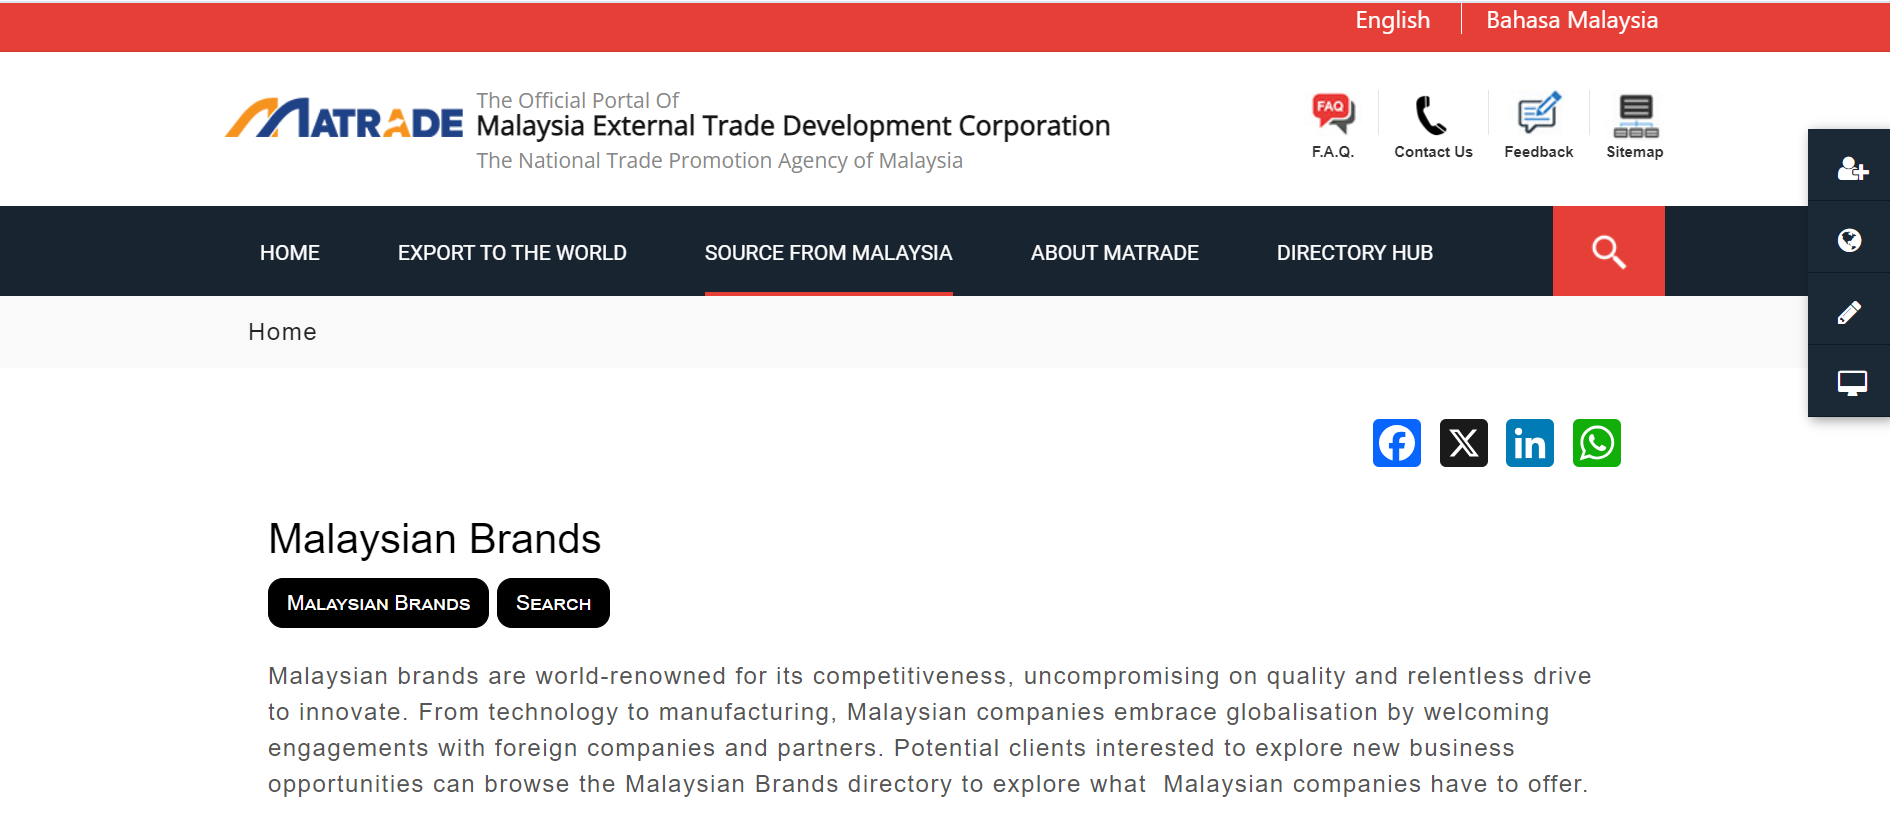 English
Bahasa Malaysia
MATRADE
The Official Portal Of
Malaysia External Trade Development Corporation
The National Trade Promotion Agency of Malaysia
FAQ
F.A.Q.
Contact Us
Feedback
Sitemap
HOME
EXPORT TO THE WORLD
SOURCE FROM MALAYSIA
ABOUT MATRADE
DIRECTORY HUB
Home
Malaysian Brands
Malaysian Brands
Search
Malaysian brands are world-renowned for its competitiveness, uncompromising on quality and relentless drive
to innovate. From technology to manufacturing, Malaysian companies embrace globalisation by welcoming
engagements with foreign companies and partners. Potential clients interested to explore new business
opportunities can browse the Malaysian Brands directory to explore what  Malaysian companies have to offer.